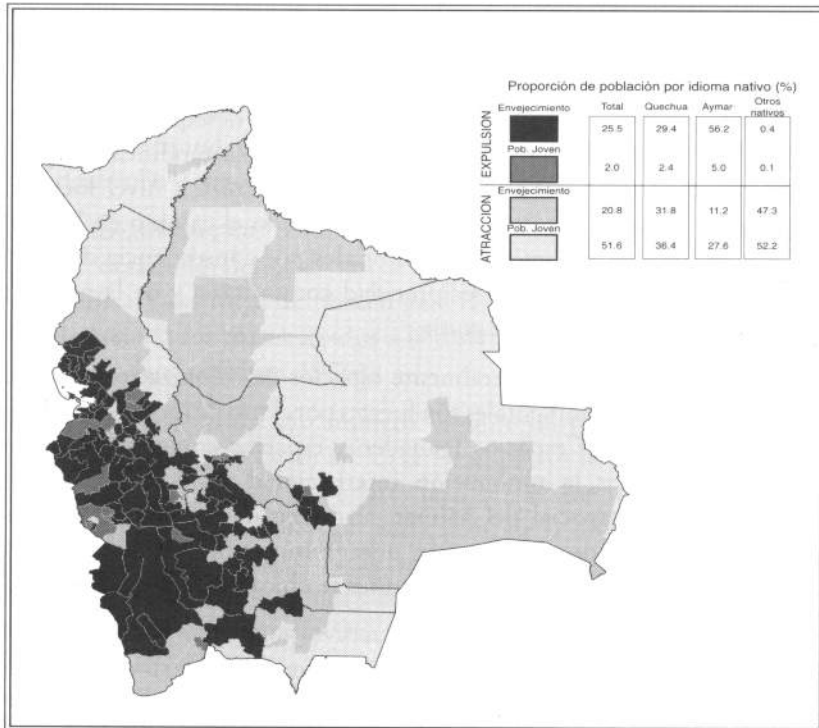 Proporción de población por idioma nativo (%)
Envejecimiento Total Quechua Aymar Otros nativos
EXPULSION
25.5 29.4 56.2 0.4
Pob. Joven
2.0 2.4 5.0 0.1
ATRACCION
Envejecimiento
20.8 31.8 11.2 47.3
Pob. Joven
51.6 36.4 27.6 52.2